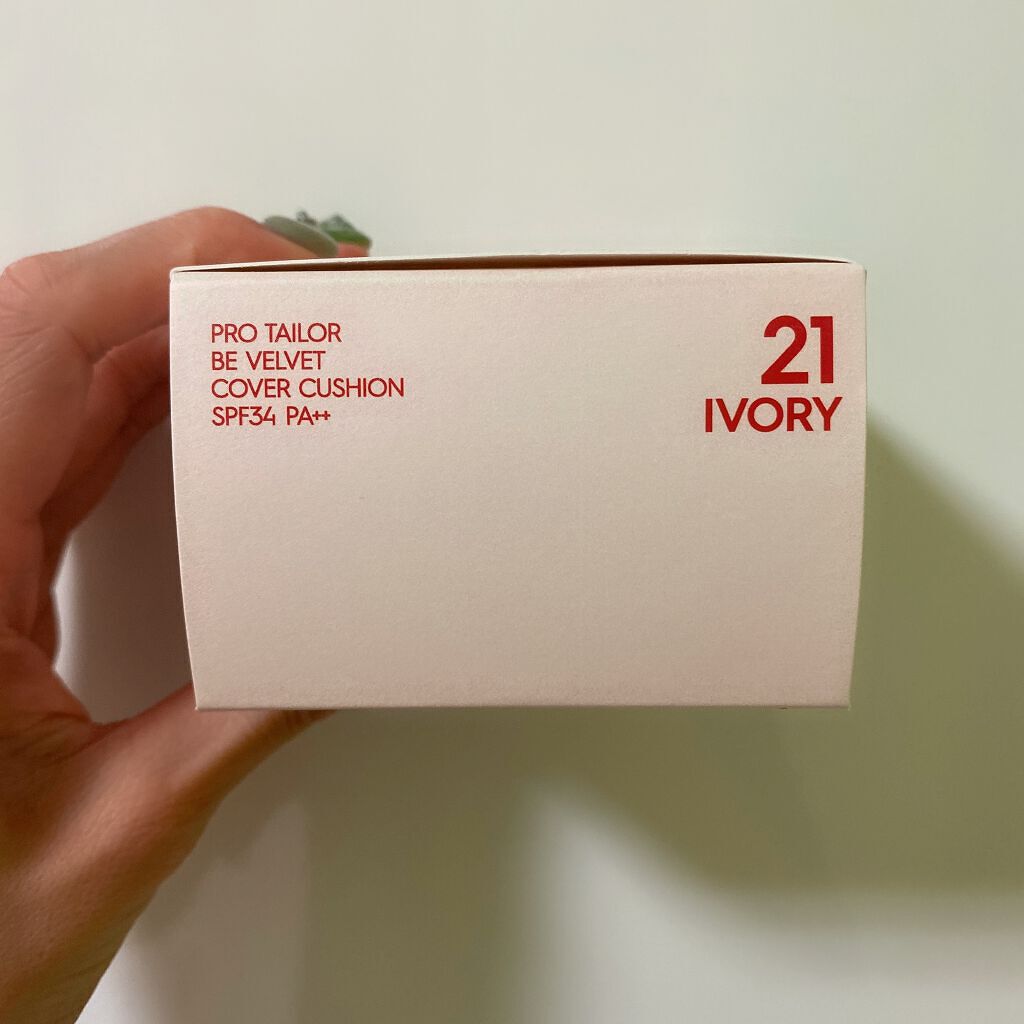 PRO TAILOR
BE VELVET
COVER CUSHION
SPF34 PA++
21
IVORY